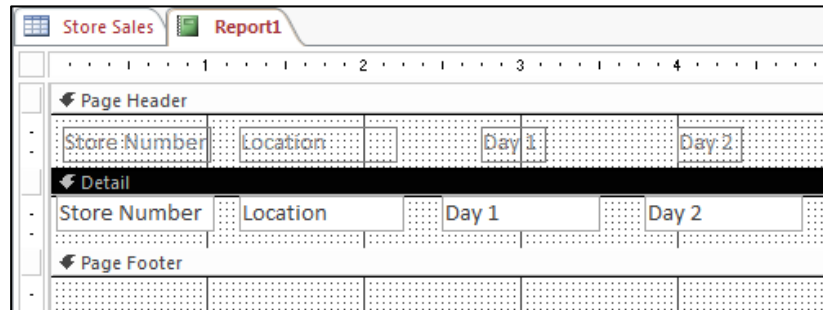 Store Sales Report1
1 2 3 4
Page Header
Store Number Location Day 1 Day 2
Detail
Store Number Location Day 1 Day 2
Page Footer